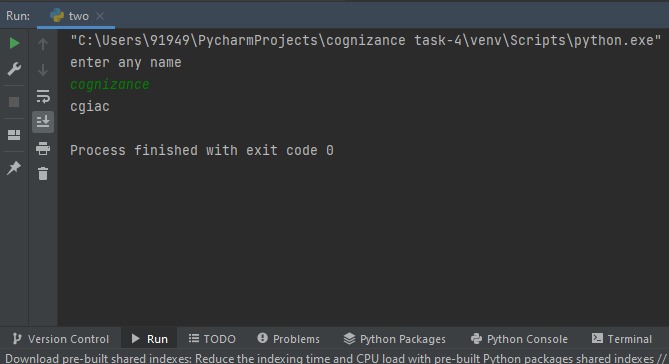 Run: two
"C:\Users\91949\PycharmProjects\cognizance task-4\venv\Scripts\python.exe"
enter any name
cognizance
cgiac
Process finished with exit code 0
Version Control Run TODO Problems Python Packages Python Console Terminal
Download pre-built shared indexes: Reduce the indexing time and CPU load with pre-built Python packages shared indexes //